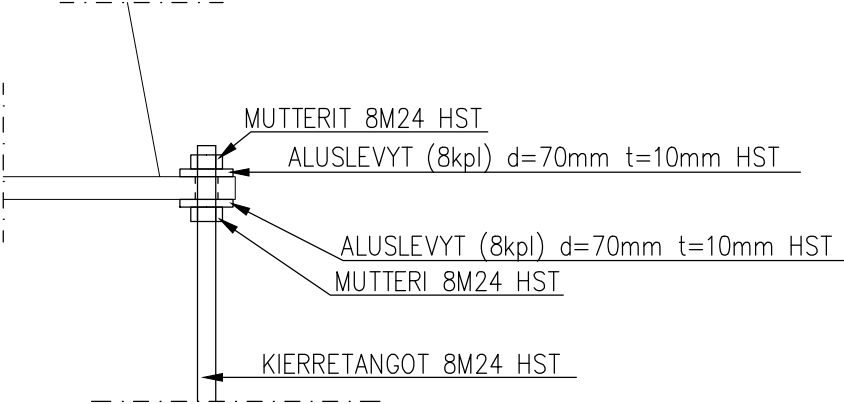 MUTTERIT 8M24 HST
ALUSLEVYT (8kpl) d=70mm t=10mm HST
ALUSLEVYT (8kpl) d=70mm t=10mm HST
MUTTERI 8M24 HST
KIERRETANGOT 8M24 HST